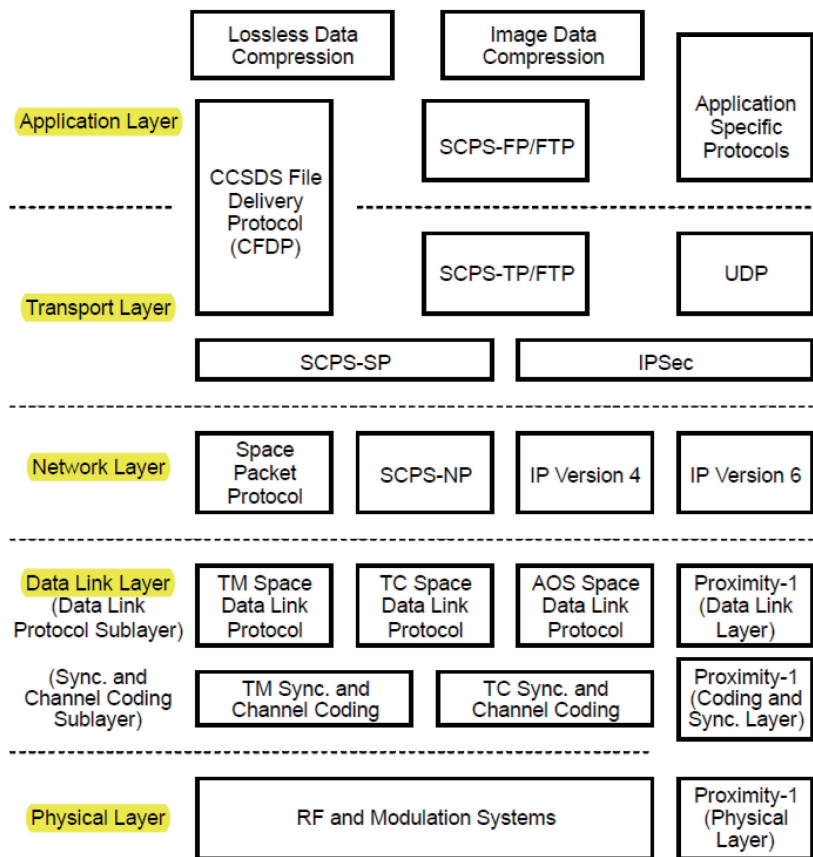 Lossless Data
Compression
Image Data
Compression
Application Layer
CCSDS File
Delivery
Protocol
(CFDP)
SCPS-FP/FTP
Application
Specific
Protocols
Transport Layer
SCPS-TP/FTP
UDP
SCPS-SP
IPSec
Network Layer
Space
Packet
Protocol
SCPS-NP
IP Version 4
IP Version 6
Data Link Layer
(Data Link
Protocol Sublayer)
TM Space
Data Link
Protocol
TC Space
Data Link
Protocol
AOS Space
Data Link
Protocol
Proximity-1
(Data Link
Layer)
(Sync. and
Channel Coding
Sublayer)
TM Sync. and
Channel Coding
TC Sync. and
Channel Coding
Proximity-1
(Coding and
Sync. Layer)
Physical Layer
RF and Modulation Systems
Proximity-1
(Physical
Layer)